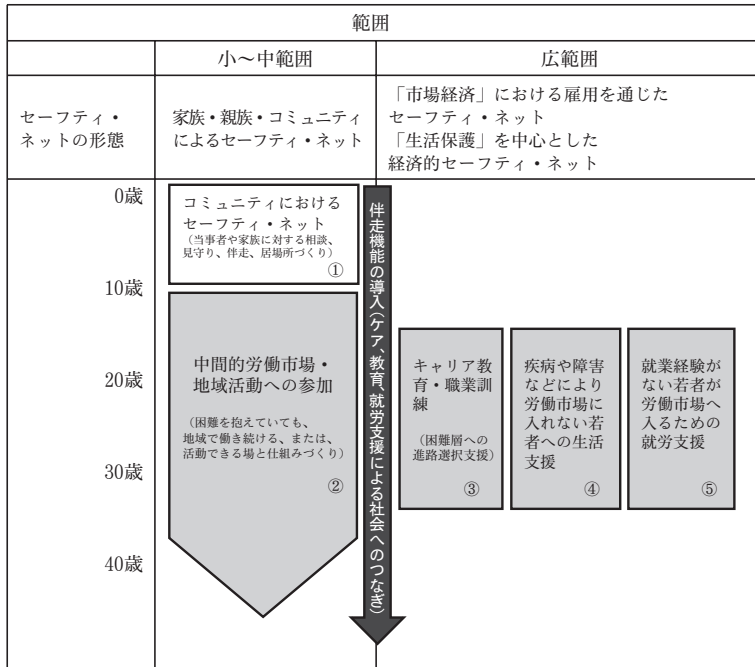 範囲
小〜中範囲
広範囲
セーフティ・
ネットの形態
家族・親族・コミュニティ
によるセーフティ・ネット
「市場経済」における雇用を通じた
セーフティ・ネット
「生活保護」を中心とした
経済的セーフティ・ネット
0歳
10歳
20歳
30歳
40歳
コミュニティにおける
セーフティ・ネット
（当事者や家族に対する相談、
見守り、伴走、居場所づくり）
①
中間的労働市場・
地域活動への参加
（困難を抱えていても、
地域で働き続ける、または、
活動できる場と仕組みづくり）
②
伴走機能の導入（ケア、教育、就労支援による社会へのつなぎ）
キャリア教
育・職業訓
練
（困難層への
進路選択支援）
③
疾病や障害
などにより
労働市場に
入れない若
者への生活
支援
④
就業経験が
ない若者が
労働市場へ
入るための
就労支援
⑤